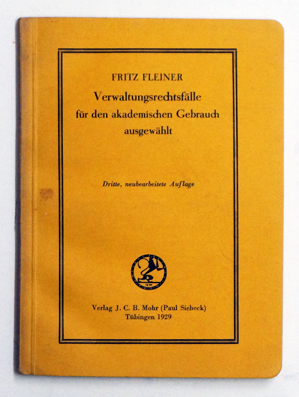 FRITZ FLEINER
Verwaltungsrechtsfälle
für den akademischen Gebrauch
ausgewählt
Dritte, neubearbeitete Auflage
Verlag J. C. B. Mohr (Paul Siebeck)
Tübingen 1929